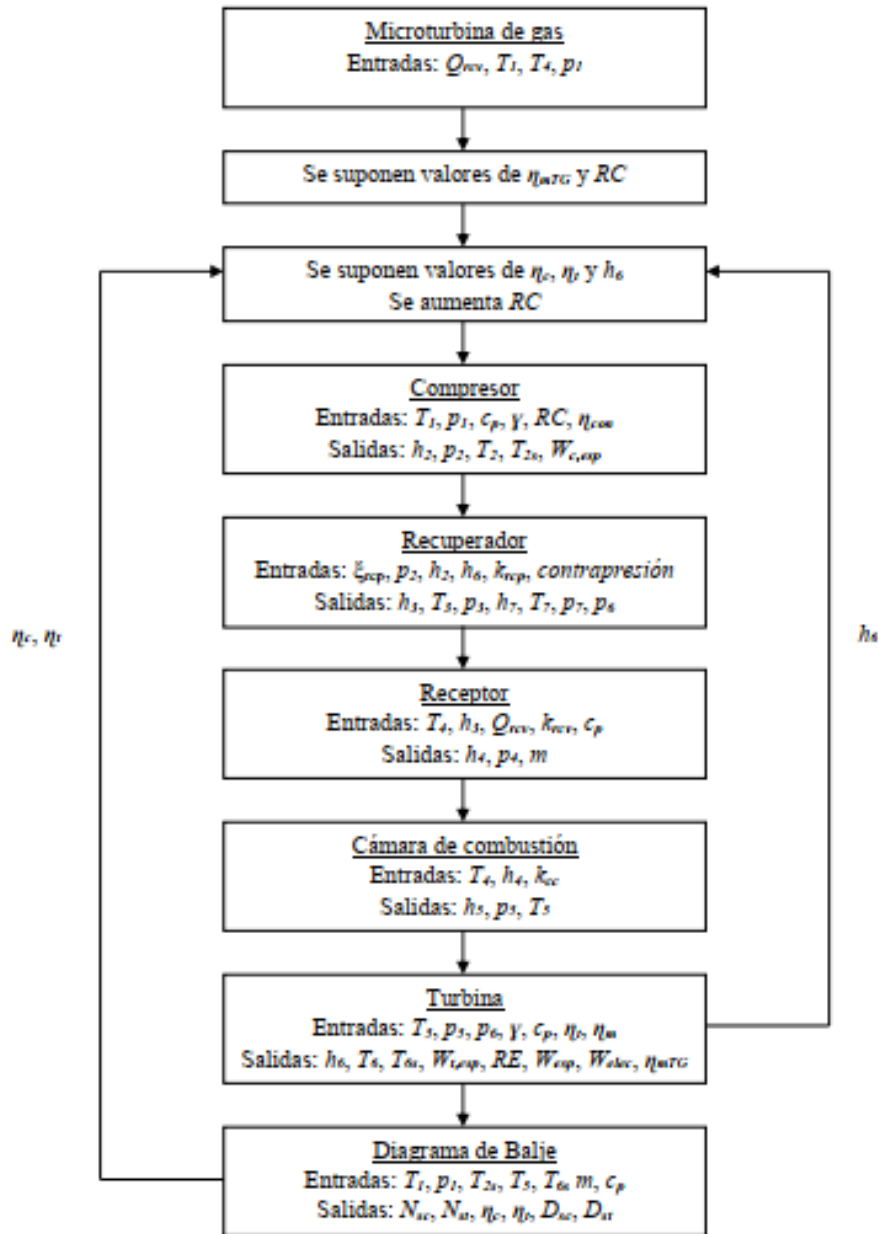 Microturbina de gas
Entradas: Qrcv, T1, T4, p1
Se suponen valores de ηmTG y RC
Se suponen valores de ηc, ηt y h6
Se aumenta RC
Compresor
Entradas: T1, p1, cp, γ, RC, ηcon
Salidas: h2, p2, T2, T2s, Wc,esp
Recuperador
Entradas: ξrcp, p2, h2, h6, krcp, contrapresión
Salidas: h3, T3, p3, h7, T7, p7, p6
ηc, ηt
h6
Receptor
Entradas: T4, h3, Qrcv, krcv, cp
Salidas: h4, p4, m
Cámara de combustión
Entradas: T4, h4, kcc
Salidas: h5, p5, T5
Turbina
Entradas: T5, p5, p6, γ, cp, ηt, ηm
Salidas: h6, T6, T6s, Wt,esp, RE, Wesp, Welec, ηmTG
Diagrama de Balje
Entradas: T1, p1, T2s, T5, T6s m, cp
Salidas: Nsc, Nst, ηc, ηt, Dsc, Dst